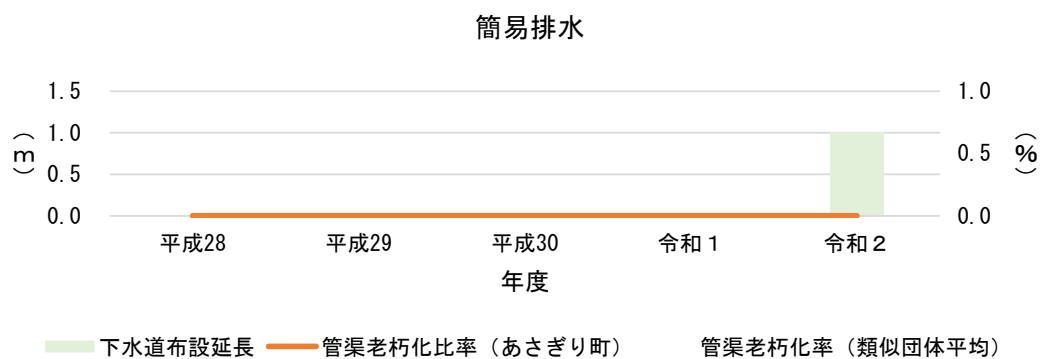 簡易排水
1.5
1.0
0.5
0.0
（m）
1.0
0.5
0.0
（%）
平成28 平成29 平成30 令和１ 令和２
年度
下水道布設延長 管渠老朽化比率（あさぎり町） 管渠老朽化率（類似団体平均）